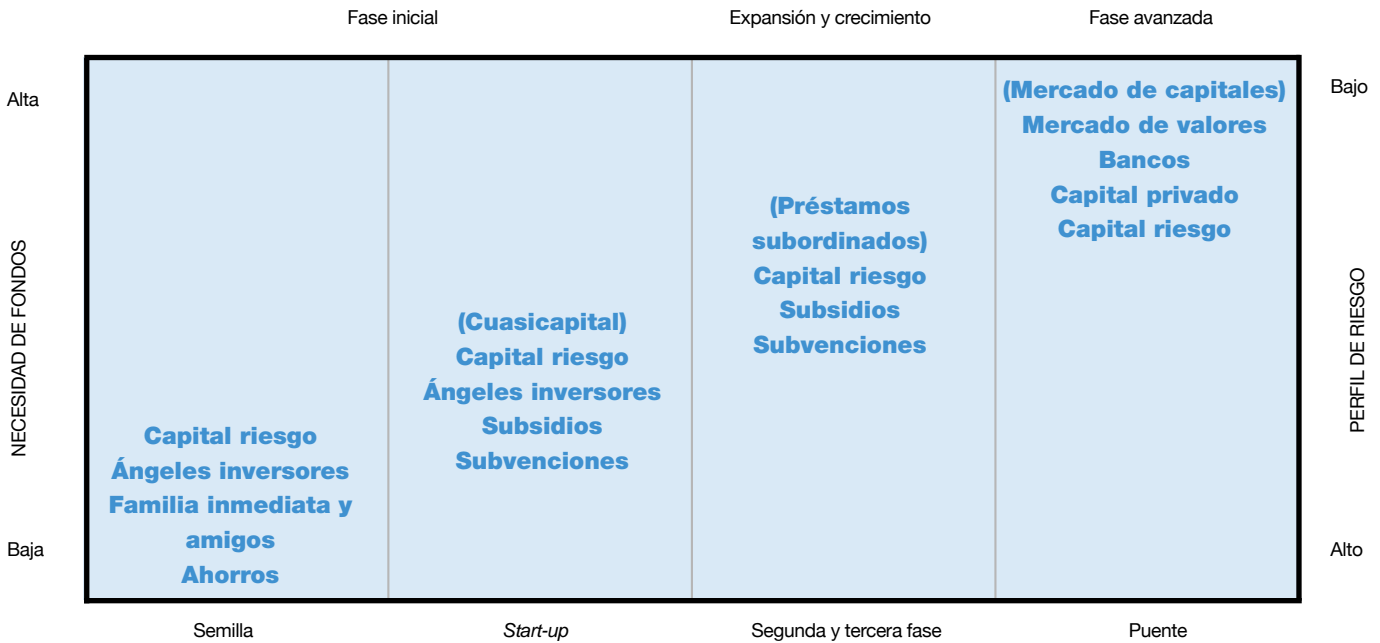 Fase inicial
Expansión y crecimiento
Fase avanzada
Alta
Bajo
NECESIDAD DE FONDOS
PERFIL DE RIESGO
Baja
Alto
Capital riesgo
Ángeles inversores
Familia inmediata y
amigos
Ahorros
(Cuasicapital)
Capital riesgo
Ángeles inversores
Subsidios
Subvenciones
(Préstamos
subordinados)
Capital riesgo
Subsidios
Subvenciones
(Mercado de capitales)
Mercado de valores
Bancos
Capital privado
Capital riesgo
Semilla
Start-up
Segunda y tercera fase
Puente